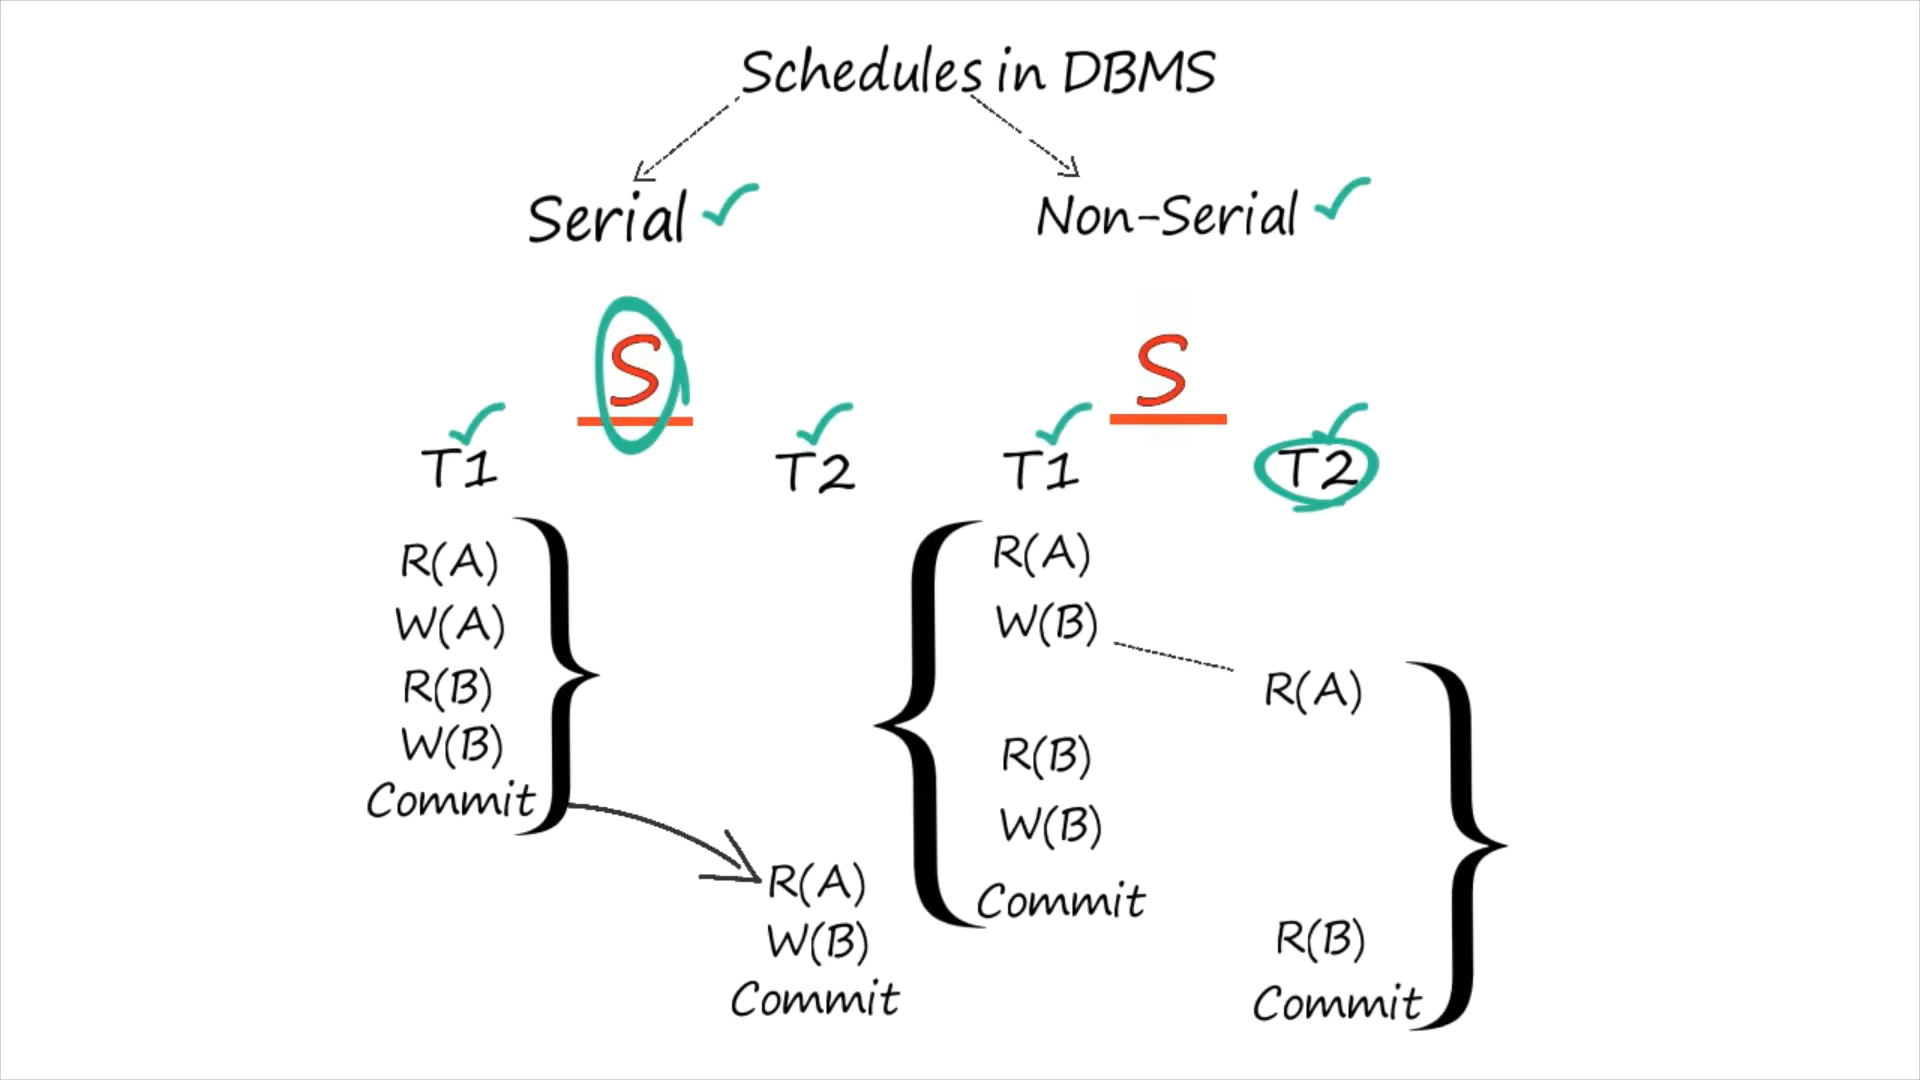 Schedules in DBMS
Serial
Non-Serial
S
S
T1
T2
T1
T2
R(A)
W(A)
R(B)
W(B)
Commit
R(A)
W(B)
Commit
R(A)
W(B)
R(B)
W(B)
Commit
R(A)
R(B)
Commit